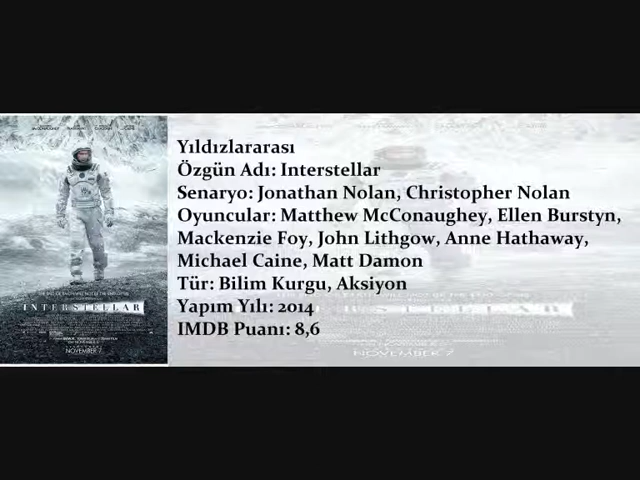 Yıldızlararası
Özgün Adı: Interstellar
Senaryo: Jonathan Nolan, Christopher Nolan
Oyuncular: Matthew McConaughey, Ellen Burstyn,
Mackenzie Foy, John Lithgow, Anne Hathaway,
Michael Caine, Matt Damon
Tür: Bilim Kurgu, Aksiyon
Yapım Yılı: 2014
IMDB Puanı: 8,6
INTERSTELLAR
NOVEMBER 7
NOVEMBER 7